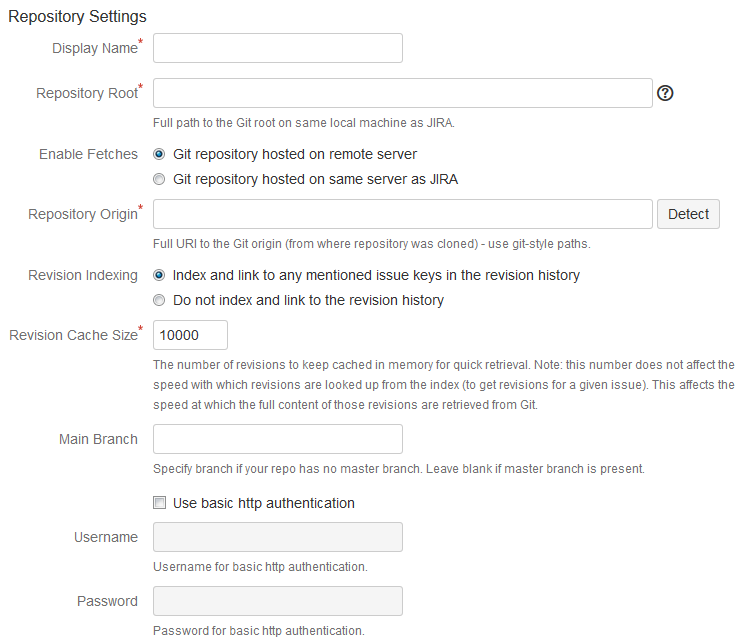 Repository Settings
Display Name*
Repository Root*
Full path to the Git root on same local machine as JIRA.
Enable Fetches Git repository hosted on remote server
Git repository hosted on same server as JIRA
Repository Origin* Detect
Full URI to the Git origin (from where repository was cloned) - use git-style paths.
Revision Indexing Index and link to any mentioned issue keys in the revision history
Do not index and link to the revision history
Revision Cache Size* 10000
The number of revisions to keep cached in memory for quick retrieval. Note: this number does not affect the
speed with which revisions are looked up from the index (to get revisions for a given issue). This affects the
speed at which the full content of those revisions are retrieved from Git.
Main Branch
Specify branch if your repo has no master branch. Leave blank if master branch is present.
Use basic http authentication
Username
Username for basic http authentication.
Password
Password for basic http authentication.